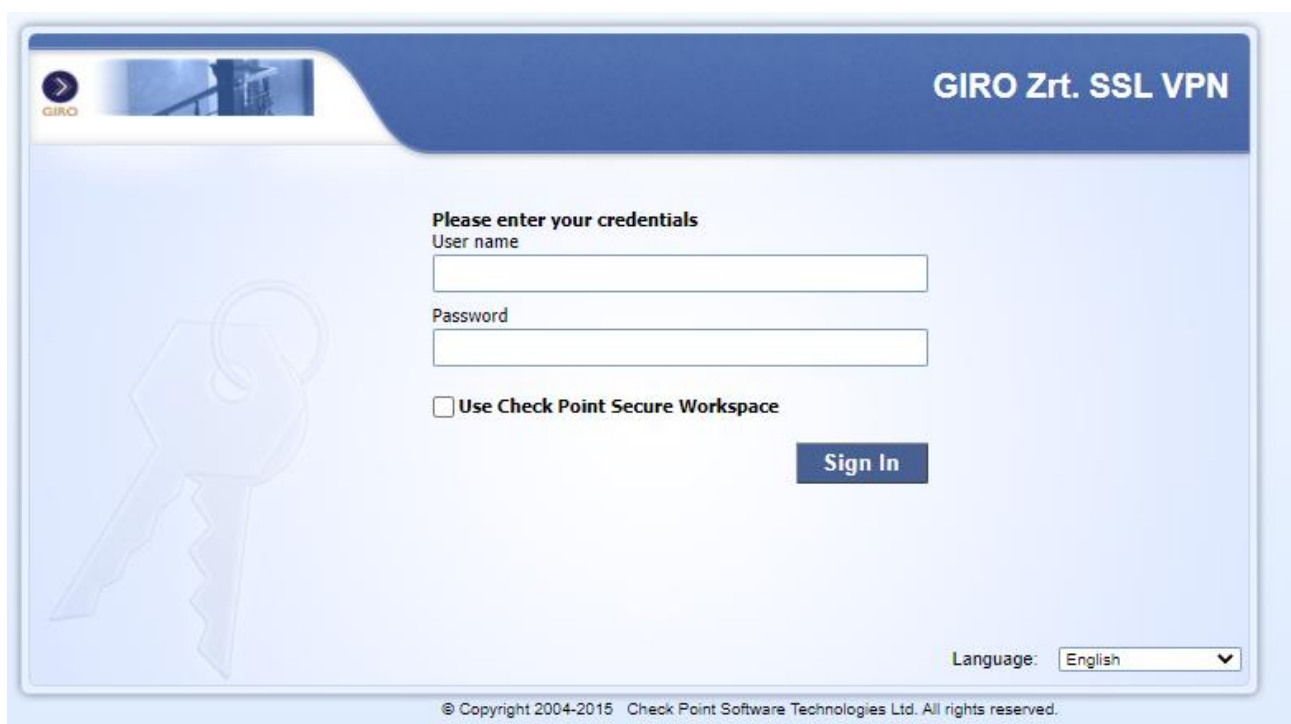 GIRO
GIRO Zrt. SSL VPN
Please enter your credentials
User name
Password
Use Check Point Secure Workspace
Sign In
Language: English
© Copyright 2004-2015 Check Point Software Technologies Ltd. All rights reserved.